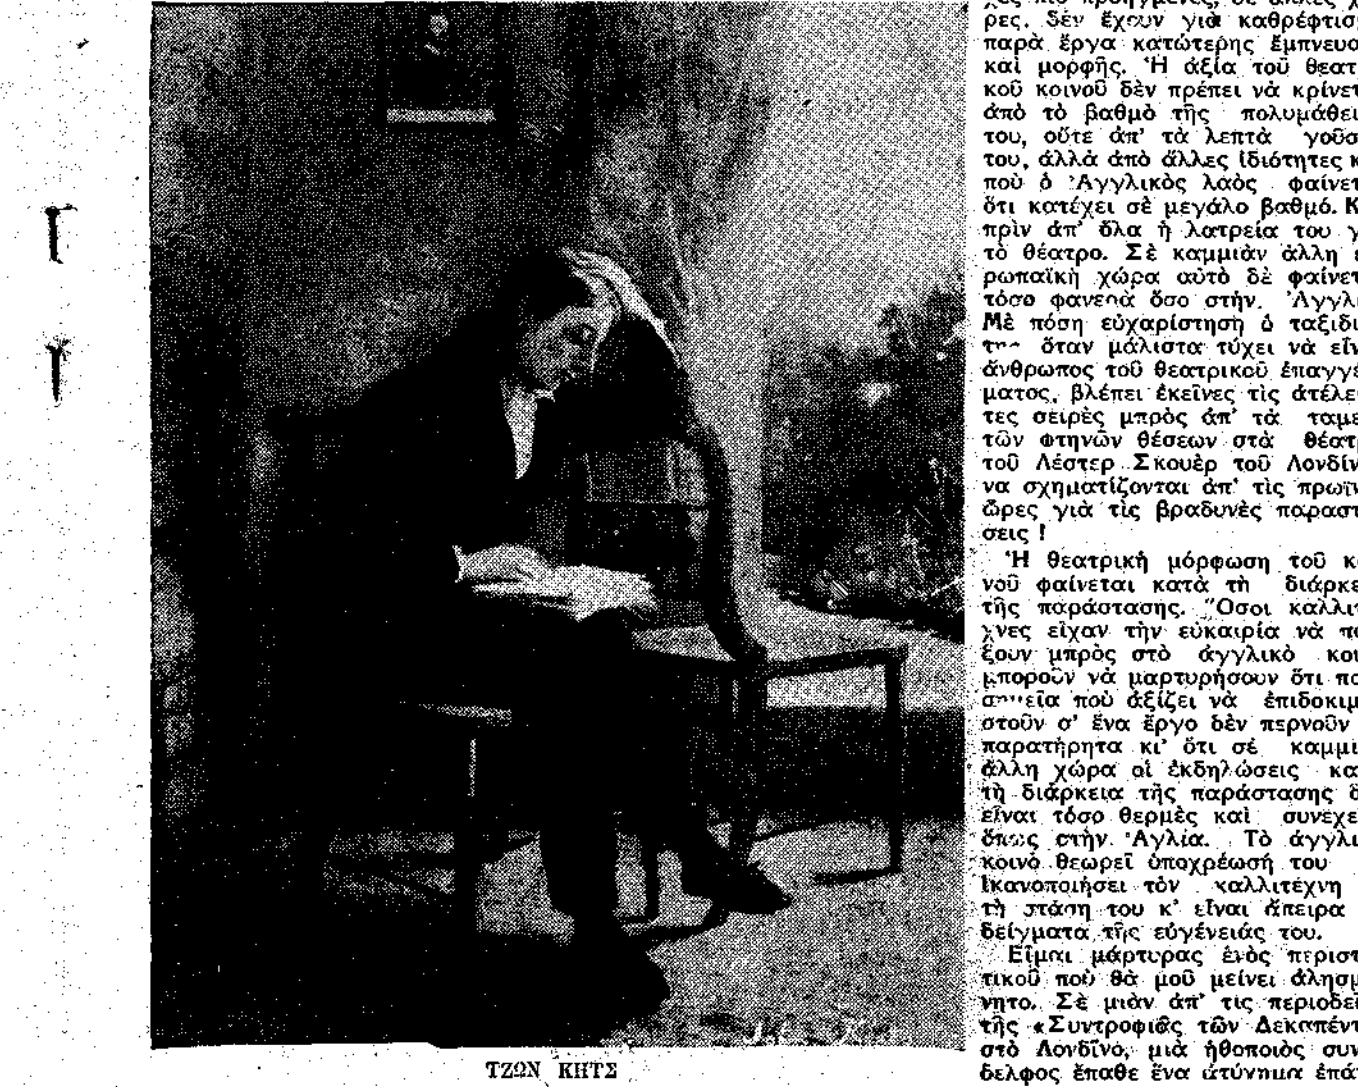 ρες. δέν ἔχουν γιὰ καθρέφτισ
παρὰ ἔργα κατώτερης ἔμπνευσ
καὶ μορφῆς. Ἡ ἀξία τοῦ θεατ
κοῦ κοινοῦ δὲν πρέπει νὰ κρίνετ
ἀπὸ τὸ βαθμὸ τῆς πολυμάθει
του, οὔτε ἀπ' τὰ λεπτὰ γοῦσ
του, ἀλλὰ ἀπὸ ἄλλες ἰδιότητες κ
ποὺ ὁ Ἀγγλικὸς λαὸς φαίνετ
ὅτι κατέχει σὲ μεγάλο βαθμό. Κ
πρὶν ἀπ' ὅλα ἡ λατρεία του γ
τὸ θέατρο. Σὲ καμμιὰν ἄλλη
ρωπαϊκὴ χώρα αὐτὸ δὲ φαίνετ
τόσο φανερὰ ὅσο στὴν. Ἀγγλ
Μὲ πόση εὐχαρίστηση ὁ ταξιδι
ὅταν μάλιστα τύχει νὰ εἶν
ἄνθρωπος τοῦ θεατρικοῦ ἐπαγγέ
ματος, βλέπει ἐκεῖνες τὶς ἀτέλει
τες σειρὲς μπρὸς ἀπ' τὰ ταμε
τῶν φτηνῶν θέσεων στὰ θέατ
τοῦ Λέστερ Σκουὲρ τοῦ Λονδίν
να σχηματίζονται ἀπ' τὶς πρωϊν
ὧρες γιὰ τὶς βραδυνὲς παραστ
σεις !
Ἡ θεατρικὴ μόρφωση τοῦ κ
νοῦ φαίνεται κατὰ τὴ διάρκε
τῆς παράστασης. Ὅσοι καλλιτ
χνες εἶχαν τὴν εὐκαιρία νὰ πα
ξουν μπρὸς στὸ ἀγγλικὸ κοι
μποροῦν νὰ μαρτυρήσουν ὅτι πο
σημεῖα ποὺ ἀξίζει νὰ ἐπιδοκιμ
στοῦν σ' ἕνα ἔργο δὲν περνοῦν
παρατήρητα κι' ὅτι σέ καμμι
ἄλλη χώρα οἱ ἐκδηλώσεις κα
τὴ διάρκεια τῆς παράστασης δ
εἶναι τόσο θερμὲς καὶ συνεχε
ὅπως στὴν Ἀγλία. Τὸ ἀγγλι
κοινὸ θεωρεῖ ὑποχρέωσή του
ἱκανοποιήσει τὸν καλλιτέχνη
τὴ στάση του κ' εἶναι ἄπειρα
δείγματα τῆς εὐγένειάς του.
Εἶμαι μάρτυρας ἑνὸς περιστ
τικοῦ ποὺ θὰ μοῦ μείνει ἀλησμ
νητο. Σὲ μιὰν ἀπ' τὶς περιοδεῖ
τῆς «Συντροφιᾶς τῶν Δεκαπέντ
στὸ Λονδῖνο, μιὰ ἠθοποιὸς συν
δελφος ἔπαθε ἕνα ἀτύχημα ἐπά
ΤΖΩΝ ΚΗΤΣ